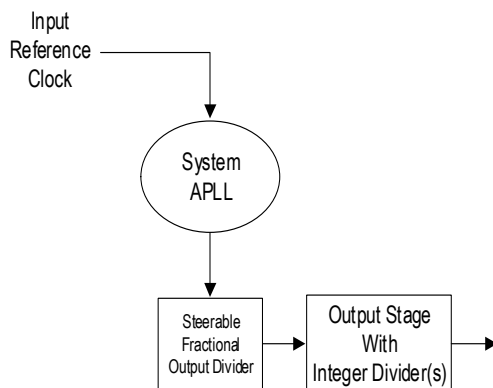 Input
Reference
Clock
System
APLL
Steerable
Fractional
Output Divider
Output Stage
With
Integer Divider(s)